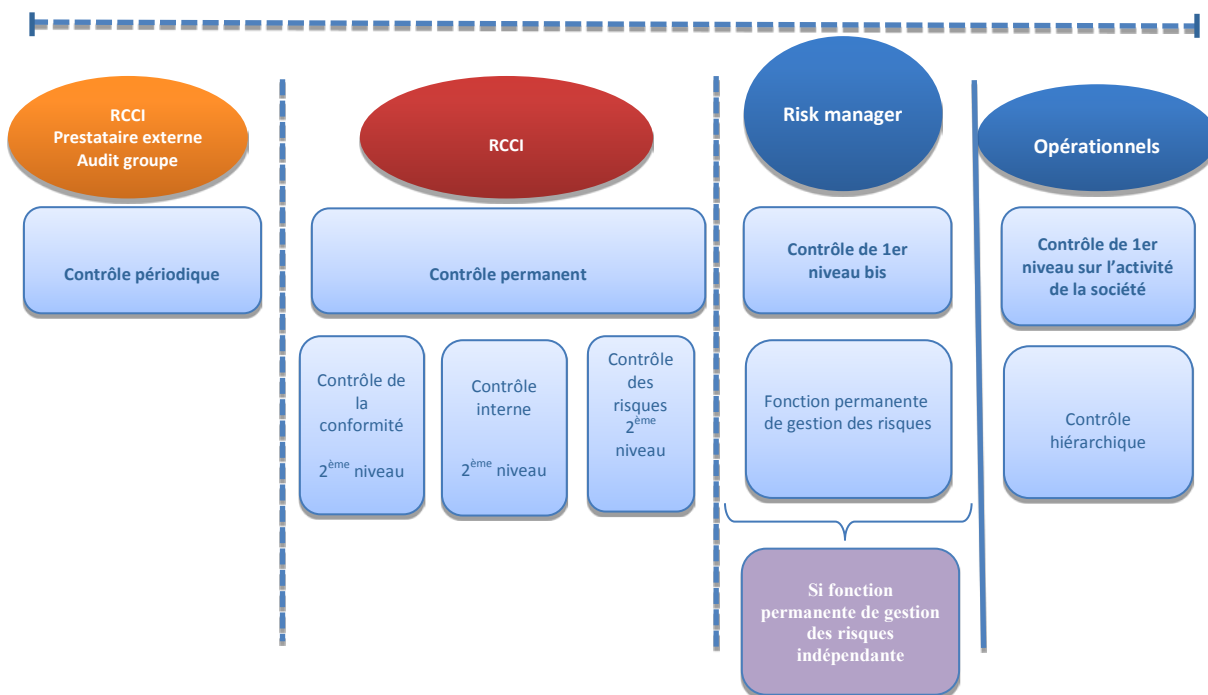 RCCI
Prestataire externe
Audit groupe
RCCI
Risk manager
Opérationnels
Contrôle périodique
Contrôle permanent
Contrôle de 1er
niveau bis
Contrôle de 1er
niveau sur l’activité
de la société
Contrôle de
la
conformité
2ème niveau
Contrôle
interne
2ème niveau
Contrôle
des
risques
2ème
niveau
Fonction permanente
de gestion des risques
Contrôle
hiérarchique
Si fonction
permanente de gestion
des risques
indépendante